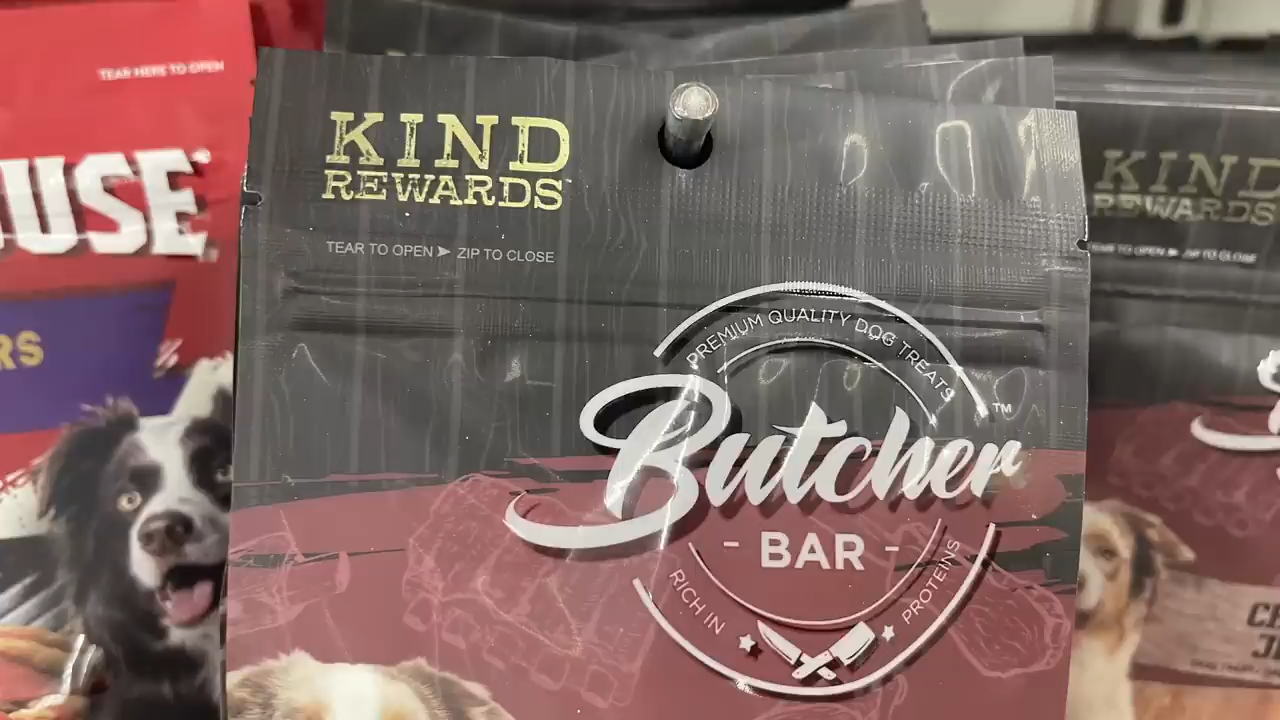 TEAR HERE TO OPEN
USE
RS
KIND
REWARDS
TEAR TO OPEN ➤ ZIP TO CLOSE
PREMIUM QUALITY DOG TREATS
Butcher™
- BAR -
RICH IN PROTEINS
KIND
REWARDS
TEAR TO OPEN ➤ ZIP TO CLOSE